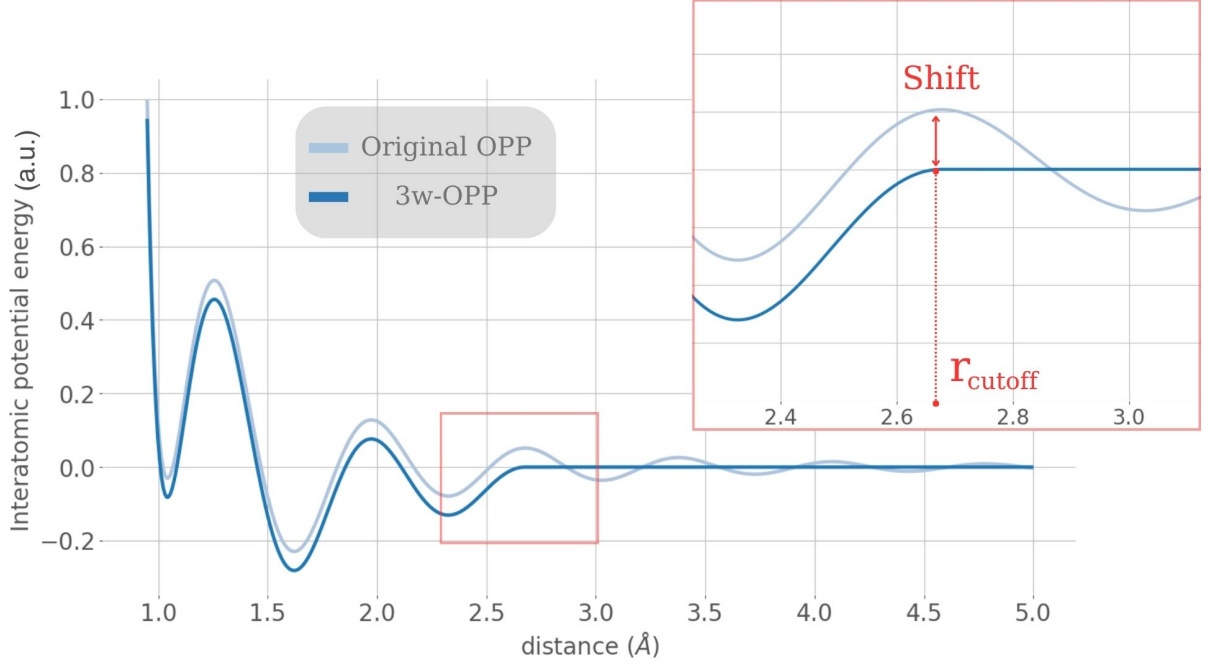 Shift
r cutoff
2.4 2.6 2.8 3.0
Original OPP
3w-OPP
Interatomic potential energy (a.u.)
1.0
0.8
0.6
0.4
0.2
0.0
−0.2
1.0 1.5 2.0 2.5 3.0 3.5 4.0 4.5 5.0
distance (Å)